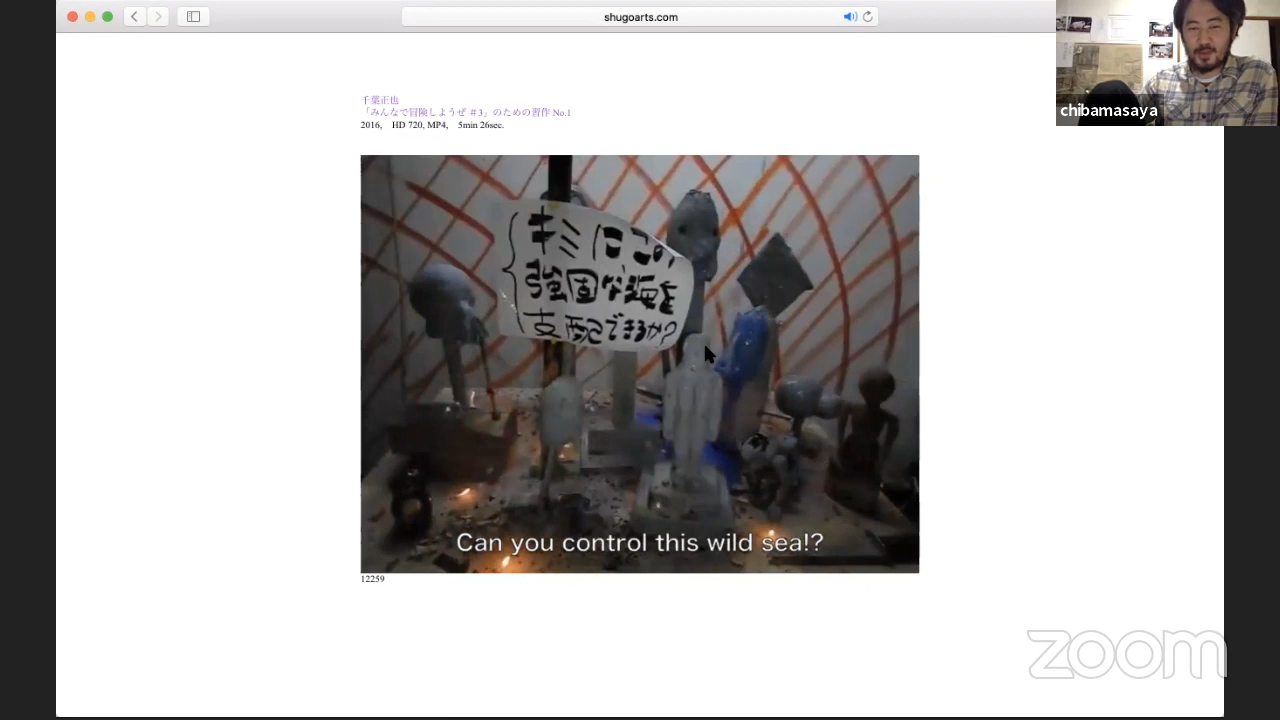 shugoarts.com
chibamasaya
千葉正也
「みんなで冒険しようぜ #3」のための習作 No.1
2016, HD 720, MP4, 5min 26sec.
キミにこの
強固な海を
支配できるか?
Can you control this wild sea!?
12259
zoom